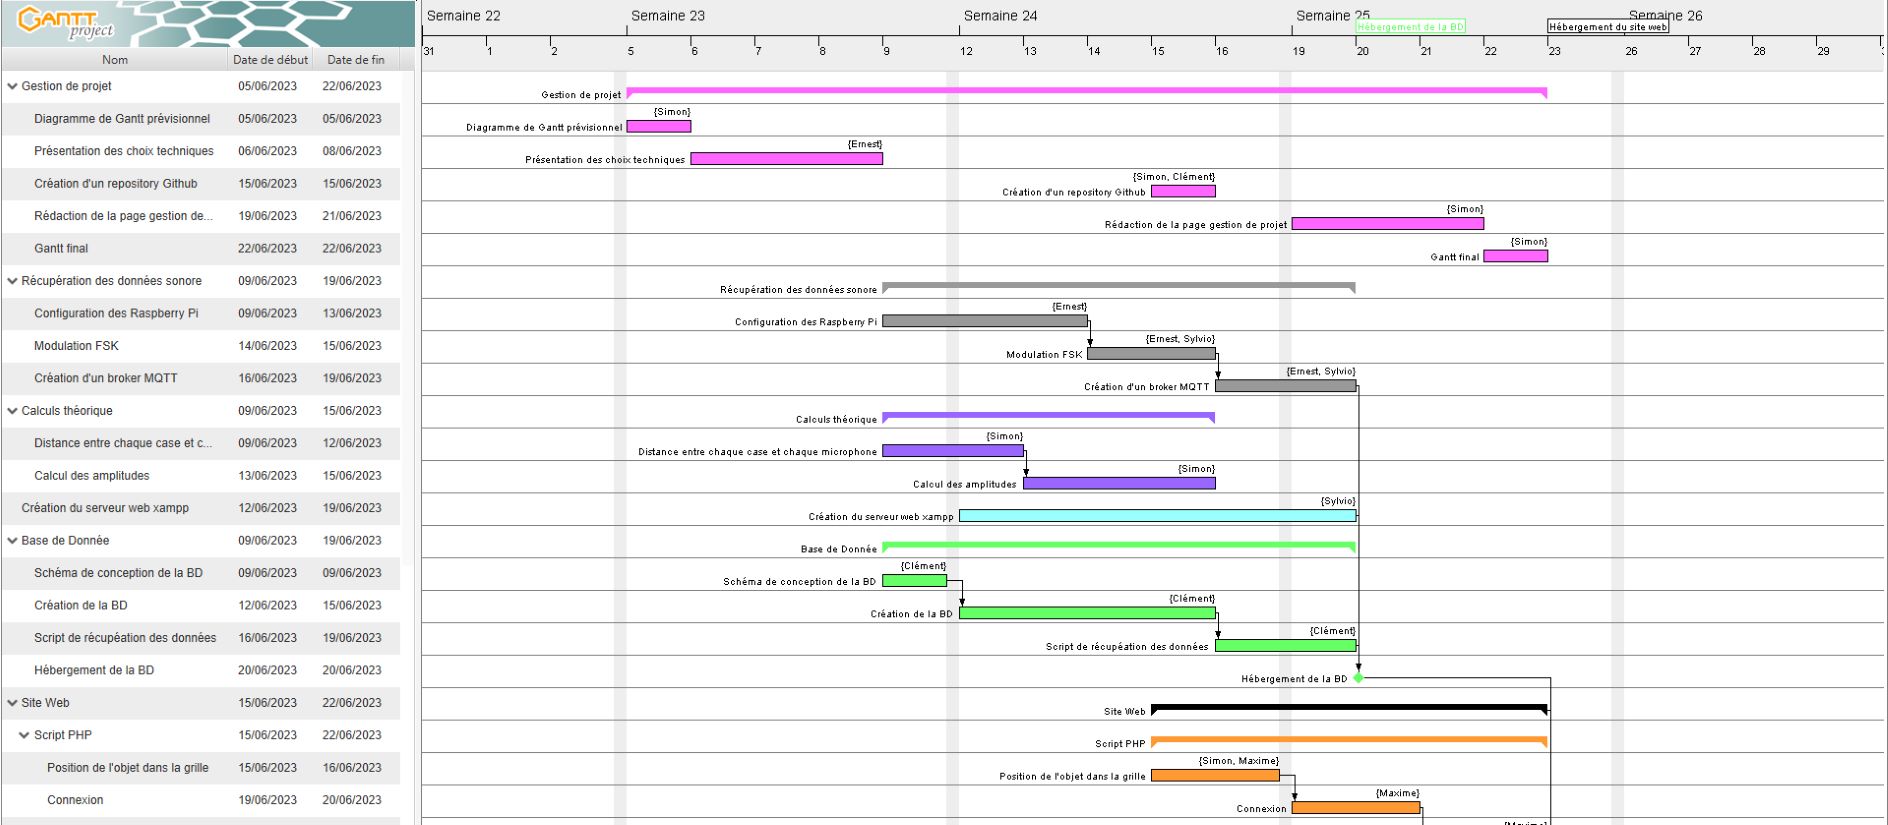 GANTT
project
Nom Date de début Date de fin
Gestion de projet 05/06/2023 22/06/2023
Diagramme de Gantt prévisionnel 05/06/2023 05/06/2023
Présentation des choix techniques 06/06/2023 08/06/2023
Création d'un repository Github 15/06/2023 15/06/2023
Rédaction de la page gestion de... 19/06/2023 21/06/2023
Gantt final 22/06/2023 22/06/2023
Récupération des données sonore 09/06/2023 19/06/2023
Configuration des Raspberry Pi 09/06/2023 13/06/2023
Modulation FSK 14/06/2023 15/06/2023
Création d'un broker MQTT 16/06/2023 19/06/2023
Calculs théorique 09/06/2023 15/06/2023
Distance entre chaque case et c... 09/06/2023 12/06/2023
Calcul des amplitudes 13/06/2023 15/06/2023
Création du serveur web xampp 12/06/2023 19/06/2023
Base de Donnée 09/06/2023 19/06/2023
Schéma de conception de la BD 09/06/2023 09/06/2023
Création de la BD 12/06/2023 15/06/2023
Script de récupéation des données 16/06/2023 19/06/2023
Hébergement de la BD 20/06/2023 20/06/2023
Site Web 15/06/2023 22/06/2023
Script PHP 15/06/2023 22/06/2023
Position de l'objet dans la grille 15/06/2023 16/06/2023
Connexion 19/06/2023 20/06/2023
Semaine 22 Semaine 23 Semaine 24 Semaine 25 Semaine 26
Hébergement de la BD Hébergement du site web
31 1 2 5 6 7 8 9 12 13 14 15 16 19 20 21 22 23 26 27 28 29
Gestion de projet
{Simon}
Diagramme de Gantt prévisionnel
{Ernest}
Présentation des choix techniques
{Simon, Clément}
Création d'un repository Github
{Simon}
Rédaction de la page gestion de projet
{Simon}
Gantt final
Récupération des données sonore
{Ernest}
Configuration des Raspberry Pi
{Ernest, Sylvio}
Modulation FSK
{Ernest, Sylvio}
Création d'un broker MQTT
Calculs théorique
{Simon}
Distance entre chaque case et chaque microphone
{Simon}
Calcul des amplitudes
{Sylvio}
Création du serveur web xampp
Base de Donnée
{Clément}
Schéma de conception de la BD
{Clément}
Création de la BD
{Clément}
Script de récupéation des données
Hébergement de la BD
Site Web
Script PHP
{Simon, Maxime}
Position de l'objet dans la grille
{Maxime}
Connexion
{Maxime}